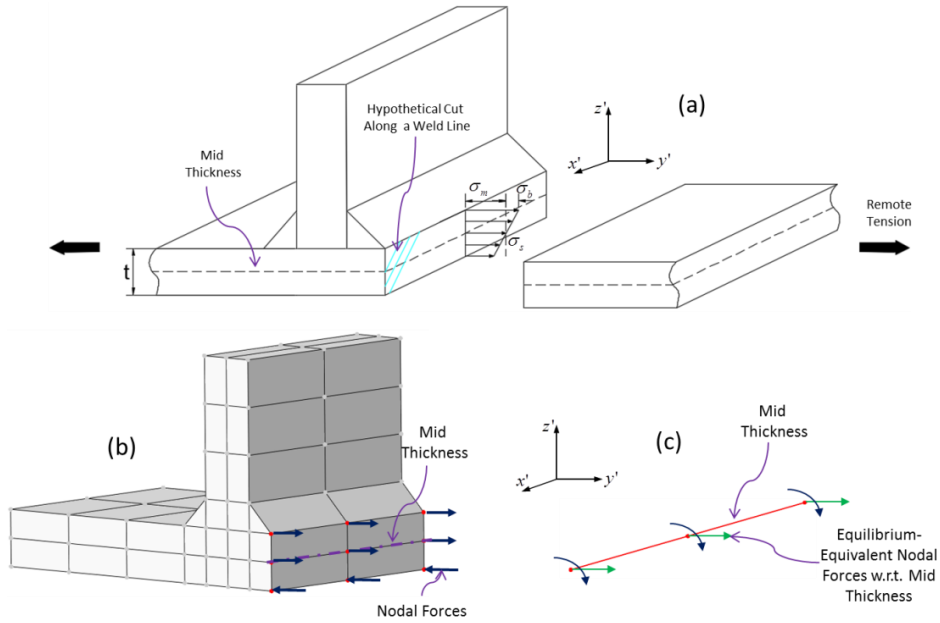 (a)
z'
x'
y'
Hypothetical Cut
Along a Weld Line
Mid
Thickness
σm
σb
σs
Remote
Tension
t
(b)
Mid
Thickness
Nodal Forces
(c)
z'
x'
y'
Mid
Thickness
Equilibrium-
Equivalent Nodal
Forces w.r.t. Mid
Thickness